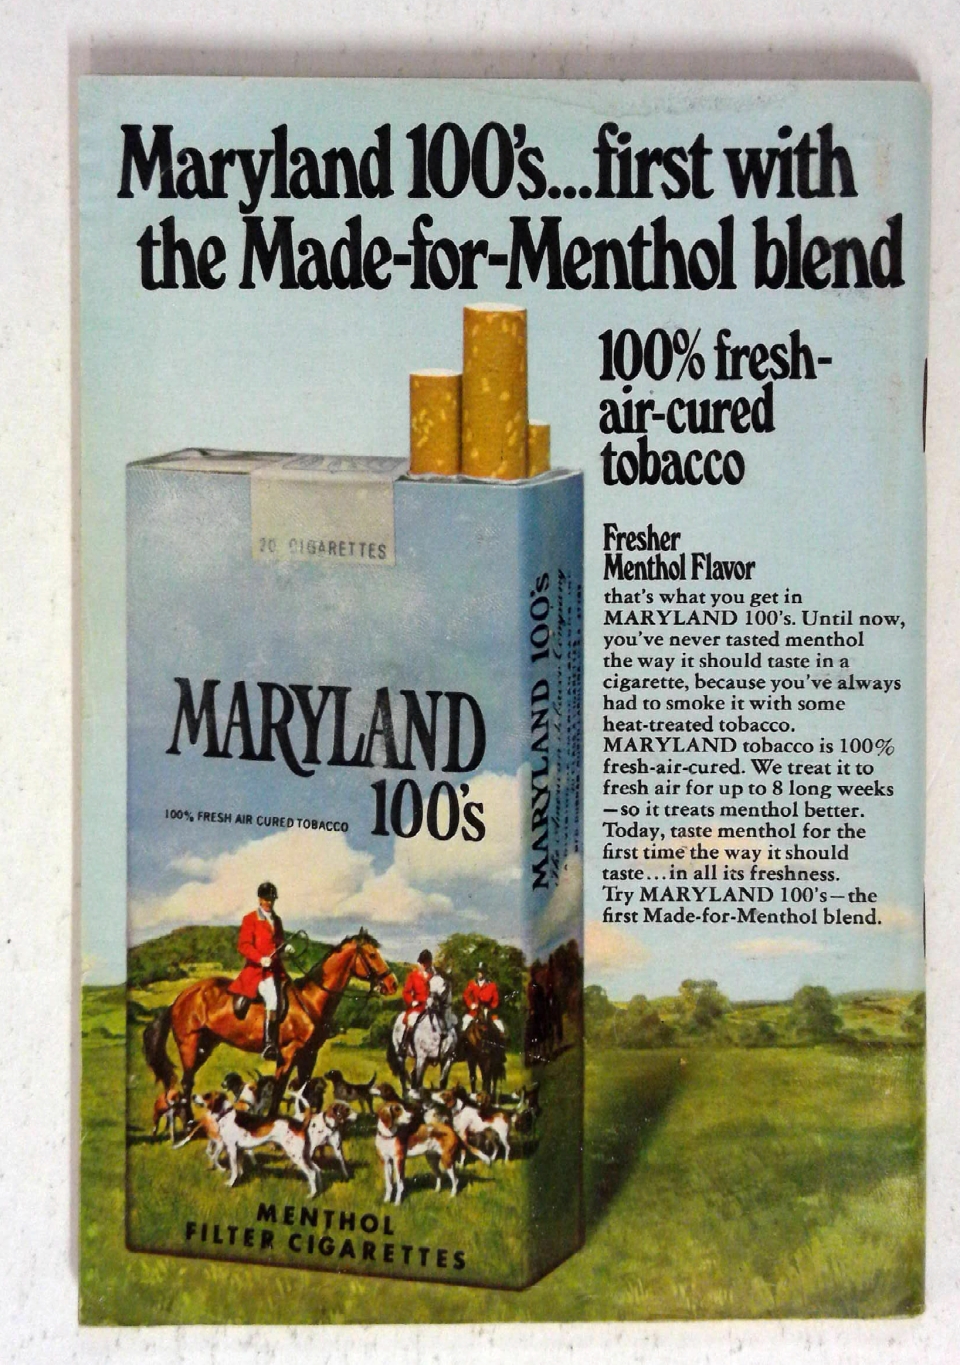 Maryland 100's...first with
the Made-for-Menthol blend
100% fresh-
air-cured
tobacco
Fresher
Menthol Flavor
that's what you get in
MARYLAND 100's. Until now,
you've never tasted menthol
the way it should taste in a
cigarette, because you've always
had to smoke it with some
heat-treated tobacco.
MARYLAND tobacco is 100%
fresh-air-cured. We treat it to
fresh air for up to 8 long weeks
—so it treats menthol better.
Today, taste menthol for the
first time the way it should
taste...in all its freshness.
Try MARYLAND 100's—the
first Made-for-Menthol blend.
20 CIGARETTES
MARYLAND
100's
100% FRESH AIR CURED TOBACCO
MENTHOL
FILTER CIGARETTES
MARYLAND 100's
The American Tobacco Company